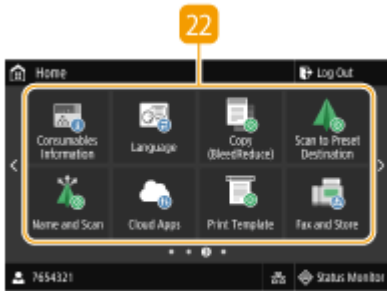 22
Home
Log Out
Consumables
Information
Language
Copy
(BleedReduce)
Scan to Preset
Destination
Name and Scan
Cloud Apps
Print Template
Fax and Store
7654321
Status Monitor